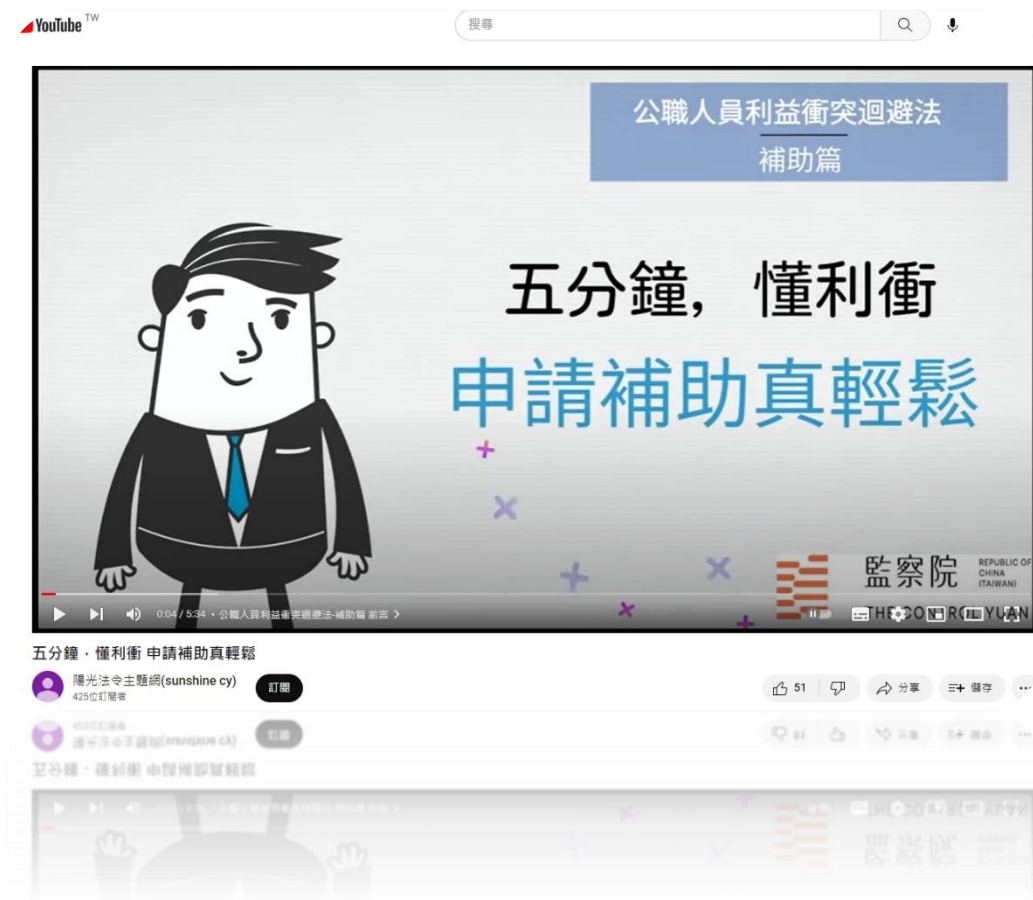 YouTube TW
搜尋
公職人員利益衝突迴避法
補助篇
五分鐘, 懂利衝
申請補助真輕鬆
監察院
REPUBLIC OF
CHINA
(TAIWAN)
THE CONTROL YUAN
0:04 / 5:34 · 公職人員利益衝突迴避法-補助篇 前言
五分鐘·懂利衝 申請補助真輕鬆
陽光法令主題網(sunshine cy)
425位訂閱者
訂閱
51
分享
儲存